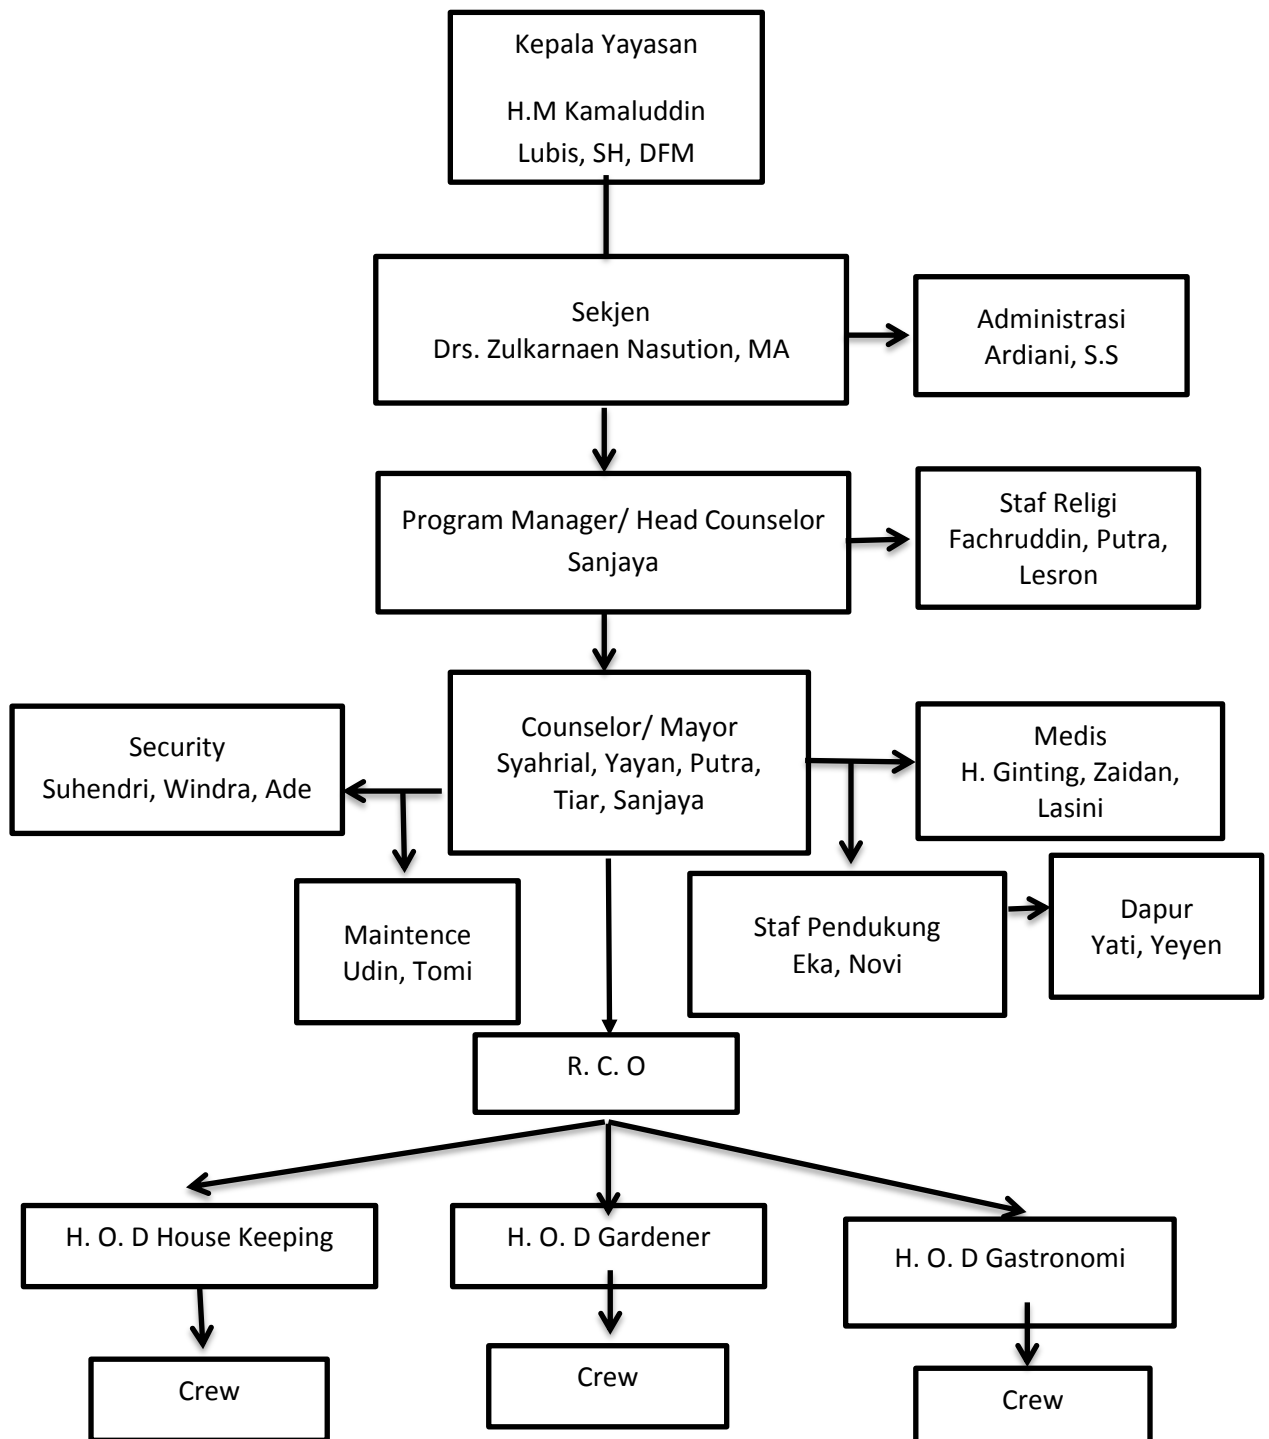 Kepala Yayasan
H.M Kamaluddin
Lubis, SH, DFM
Sekjen
Drs. Zulkarnaen Nasution, MA
Administrasi
Ardiani, S.S
Program Manager/ Head Counselor
Sanjaya
Staf Religi
Fachruddin, Putra,
Lesron
Security
Suhendri, Windra, Ade
Counselor/ Mayor
Syahrial, Yayan, Putra,
Tiar, Sanjaya
Medis
H. Ginting, Zaidan,
Lasini
Maintence
Udin, Tomi
Staf Pendukung
Eka, Novi
Dapur
Yati, Yeyen
R. C. O
H. O. D House Keeping
H. O. D Gardener
H. O. D Gastronomi
Crew
Crew
Crew